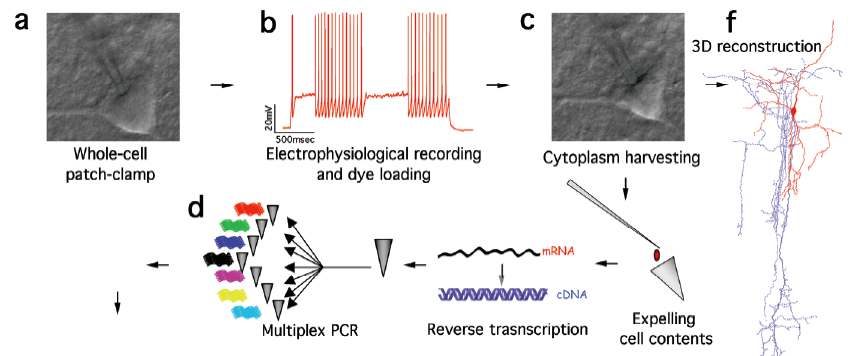 a
b
c
f
3D reconstruction
20mV
500msec
Whole-cell
patch-clamp
Electrophysiological recording
and dye loading
Cytoplasm harvesting
d
mRNA
cDNA
Multiplex PCR
Reverse trasnscription
Expelling
cell contents